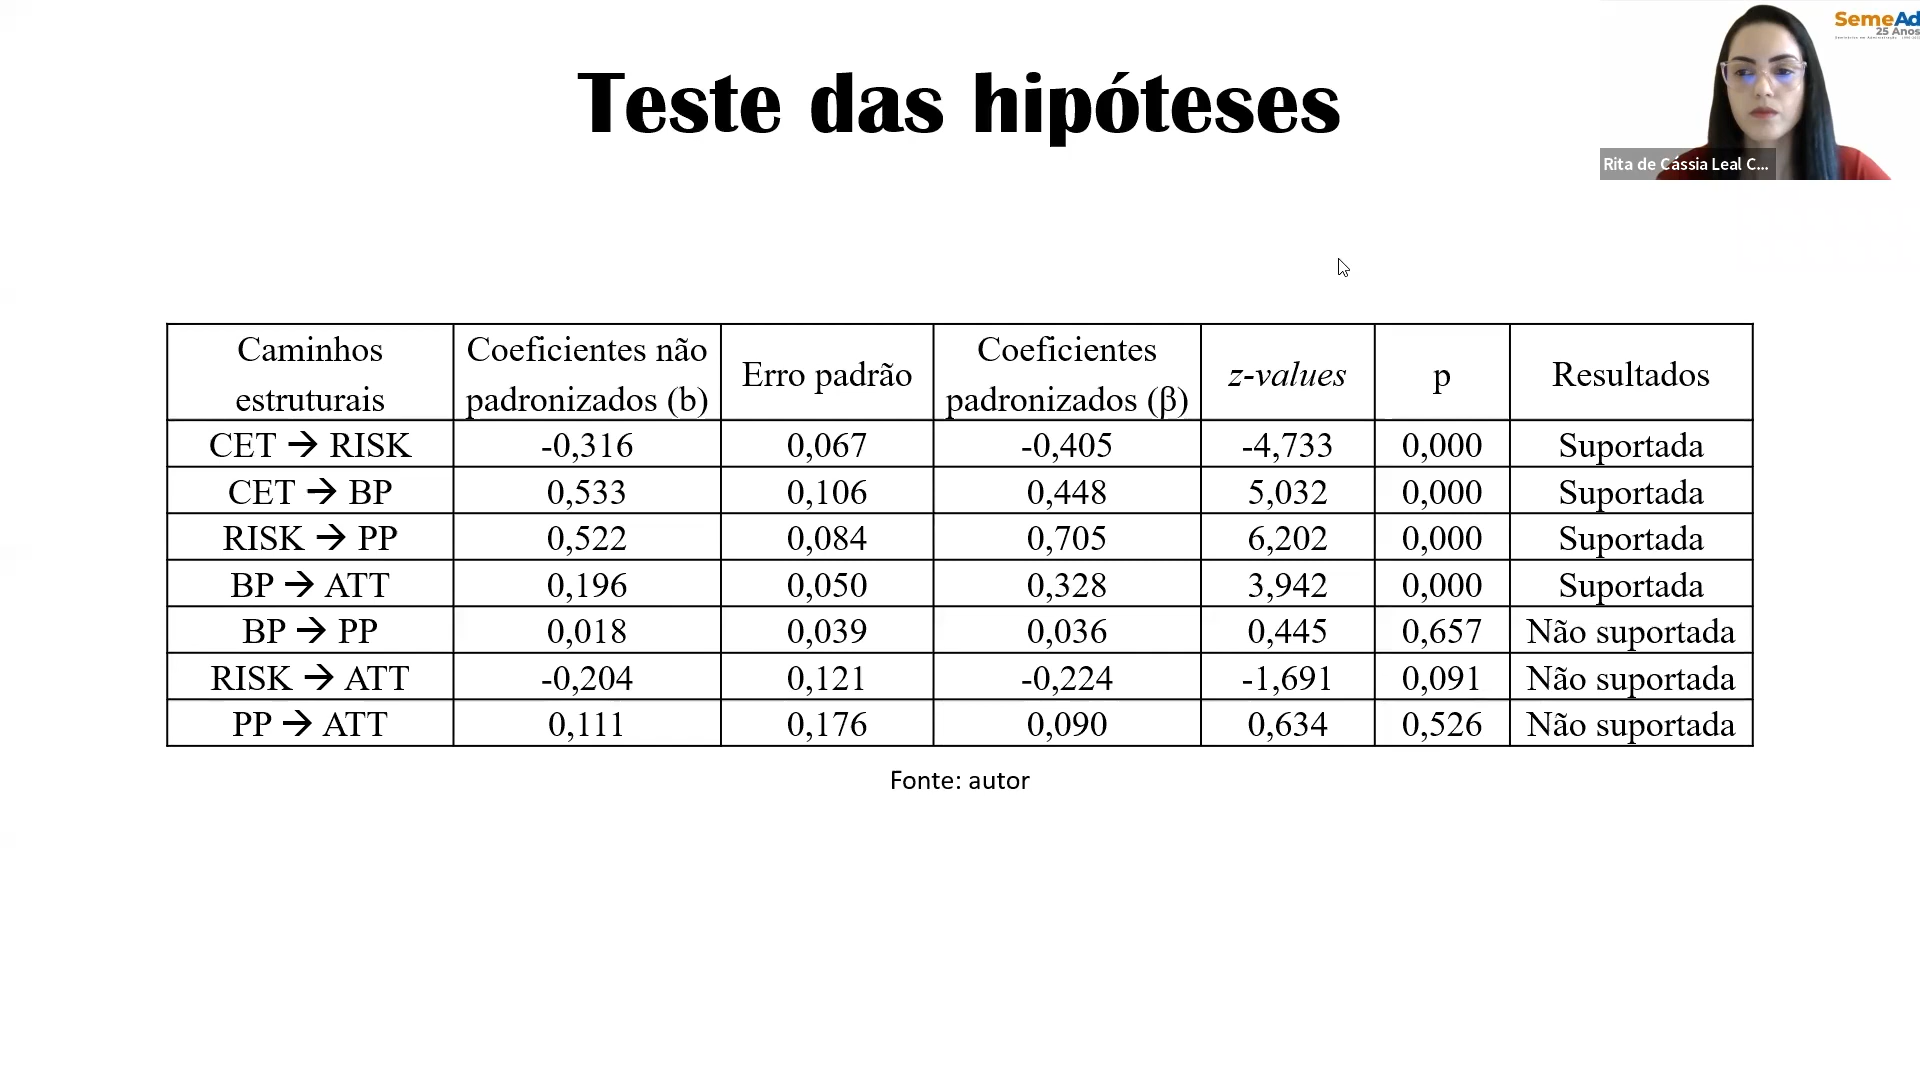 SemeAd
25 Anos
Teste das hipóteses
Rita de Cássia Leal C...
Caminhos estruturais | Coeficientes não padronizados (b) | Erro padrão | Coeficientes padronizados (β) | z-values | p | Resultados
CET → RISK | -0,316 | 0,067 | -0,405 | -4,733 | 0,000 | Suportada
CET → BP | 0,533 | 0,106 | 0,448 | 5,032 | 0,000 | Suportada
RISK → PP | 0,522 | 0,084 | 0,705 | 6,202 | 0,000 | Suportada
BP → ATT | 0,196 | 0,050 | 0,328 | 3,942 | 0,000 | Suportada
BP → PP | 0,018 | 0,039 | 0,036 | 0,445 | 0,657 | Não suportada
RISK → ATT | -0,204 | 0,121 | -0,224 | -1,691 | 0,091 | Não suportada
PP → ATT | 0,111 | 0,176 | 0,090 | 0,634 | 0,526 | Não suportada
Fonte: autor